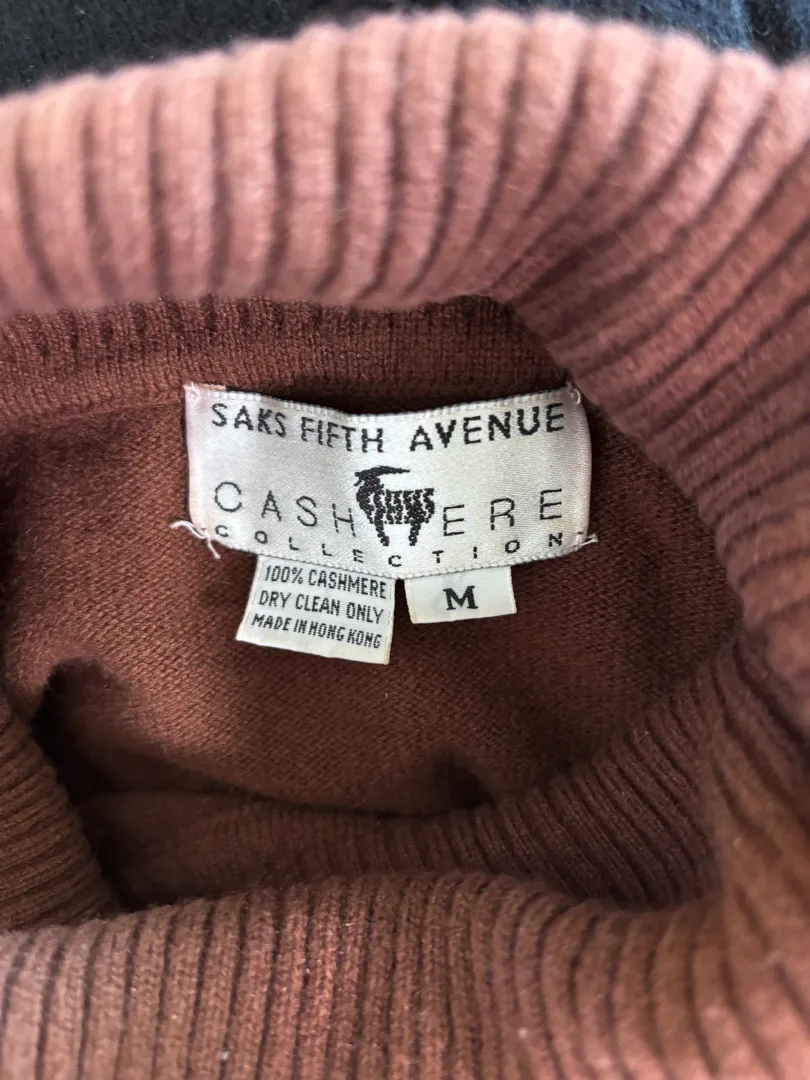 SAKS FIFTH AVENUE
CASHMERE
COLLECTION
100% CASHMERE
DRY CLEAN ONLY
MADE IN HONG KONG
M